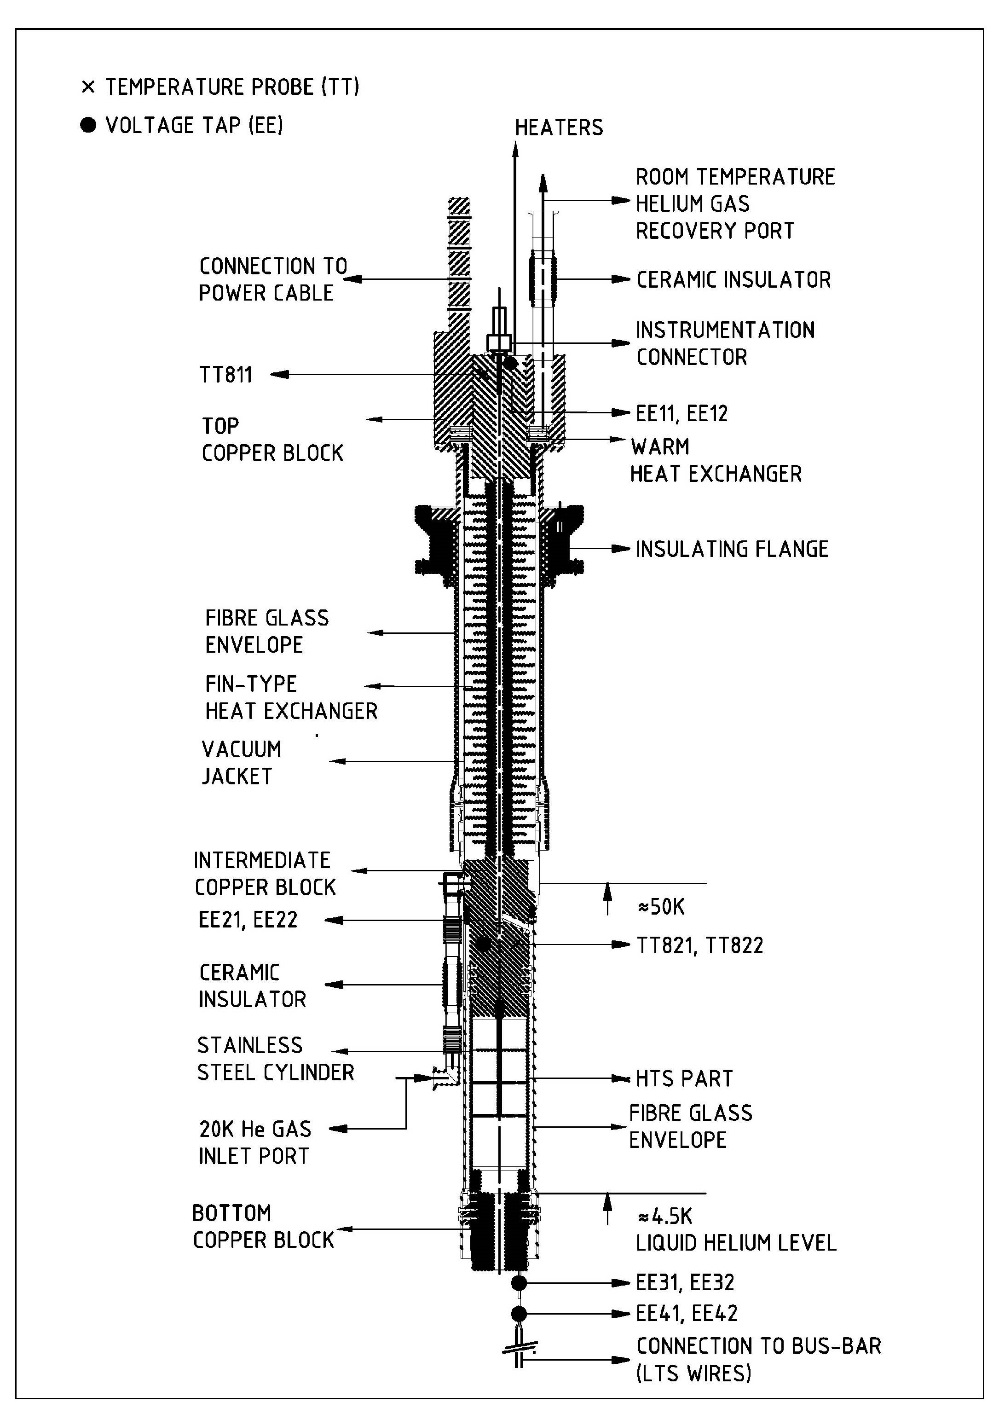 × TEMPERATURE PROBE (TT)
● VOLTAGE TAP (EE)
HEATERS
ROOM TEMPERATURE
HELIUM GAS
RECOVERY PORT
CONNECTION TO
POWER CABLE
CERAMIC INSULATOR
INSTRUMENTATION
CONNECTOR
TT811
EE11, EE12
TOP
COPPER BLOCK
WARM
HEAT EXCHANGER
INSULATING FLANGE
FIBRE GLASS
ENVELOPE
FIN-TYPE
HEAT EXCHANGER
VACUUM
JACKET
INTERMEDIATE
COPPER BLOCK
≈50K
EE21, EE22
TT821, TT822
CERAMIC
INSULATOR
STAINLESS
STEEL CYLINDER
HTS PART
FIBRE GLASS
ENVELOPE
20K He GAS
INLET PORT
BOTTOM
COPPER BLOCK
≈4.5K
LIQUID HELIUM LEVEL
EE31, EE32
EE41, EE42
CONNECTION TO BUS-BAR
(LTS WIRES)